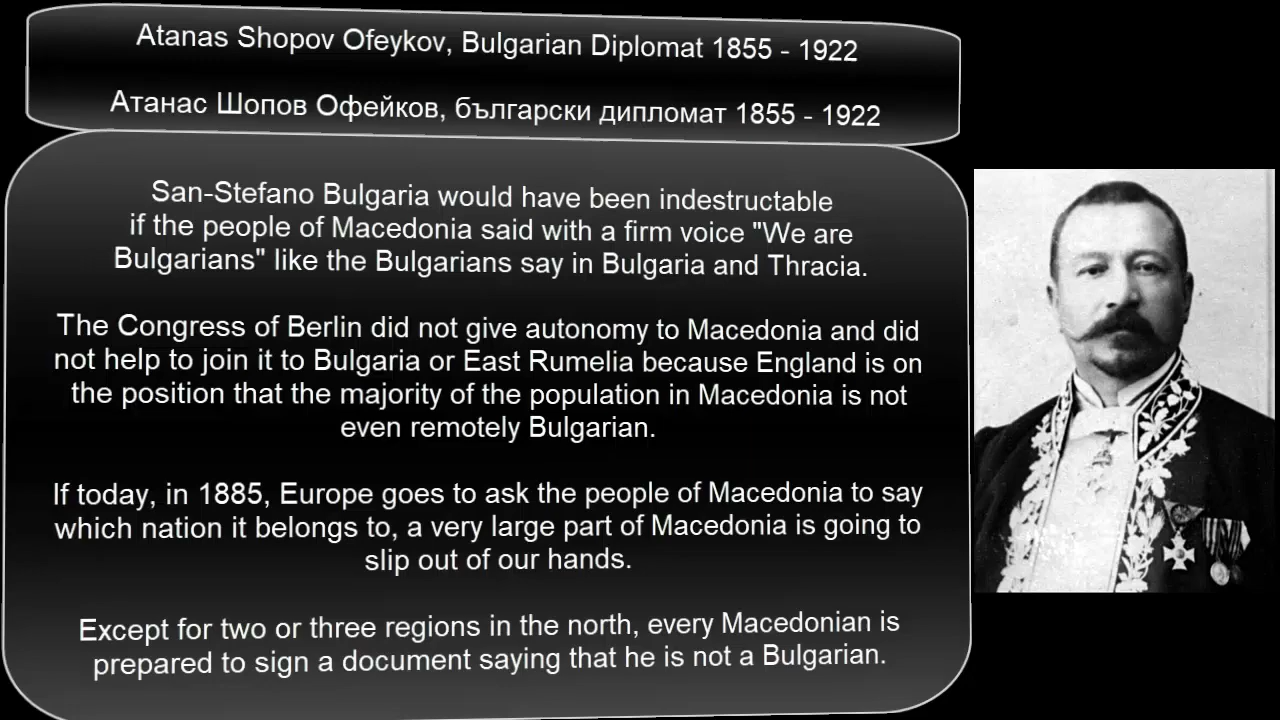 Atanas Shopov Ofeykov, Bulgarian Diplomat 1855 - 1922
Атанас Шопов Офейков, български дипломат 1855 - 1922
San-Stefano Bulgaria would have been indestructable
if the people of Macedonia said with a firm voice "We are
Bulgarians" like the Bulgarians say in Bulgaria and Thracia.
The Congress of Berlin did not give autonomy to Macedonia and did
not help to join it to Bulgaria or East Rumelia because England is on
the position that the majority of the population in Macedonia is not
even remotely Bulgarian.
If today, in 1885, Europe goes to ask the people of Macedonia to say
which nation it belongs to, a very large part of Macedonia is going to
slip out of our hands.
Except for two or three regions in the north, every Macedonian is
prepared to sign a document saying that he is not a Bulgarian.